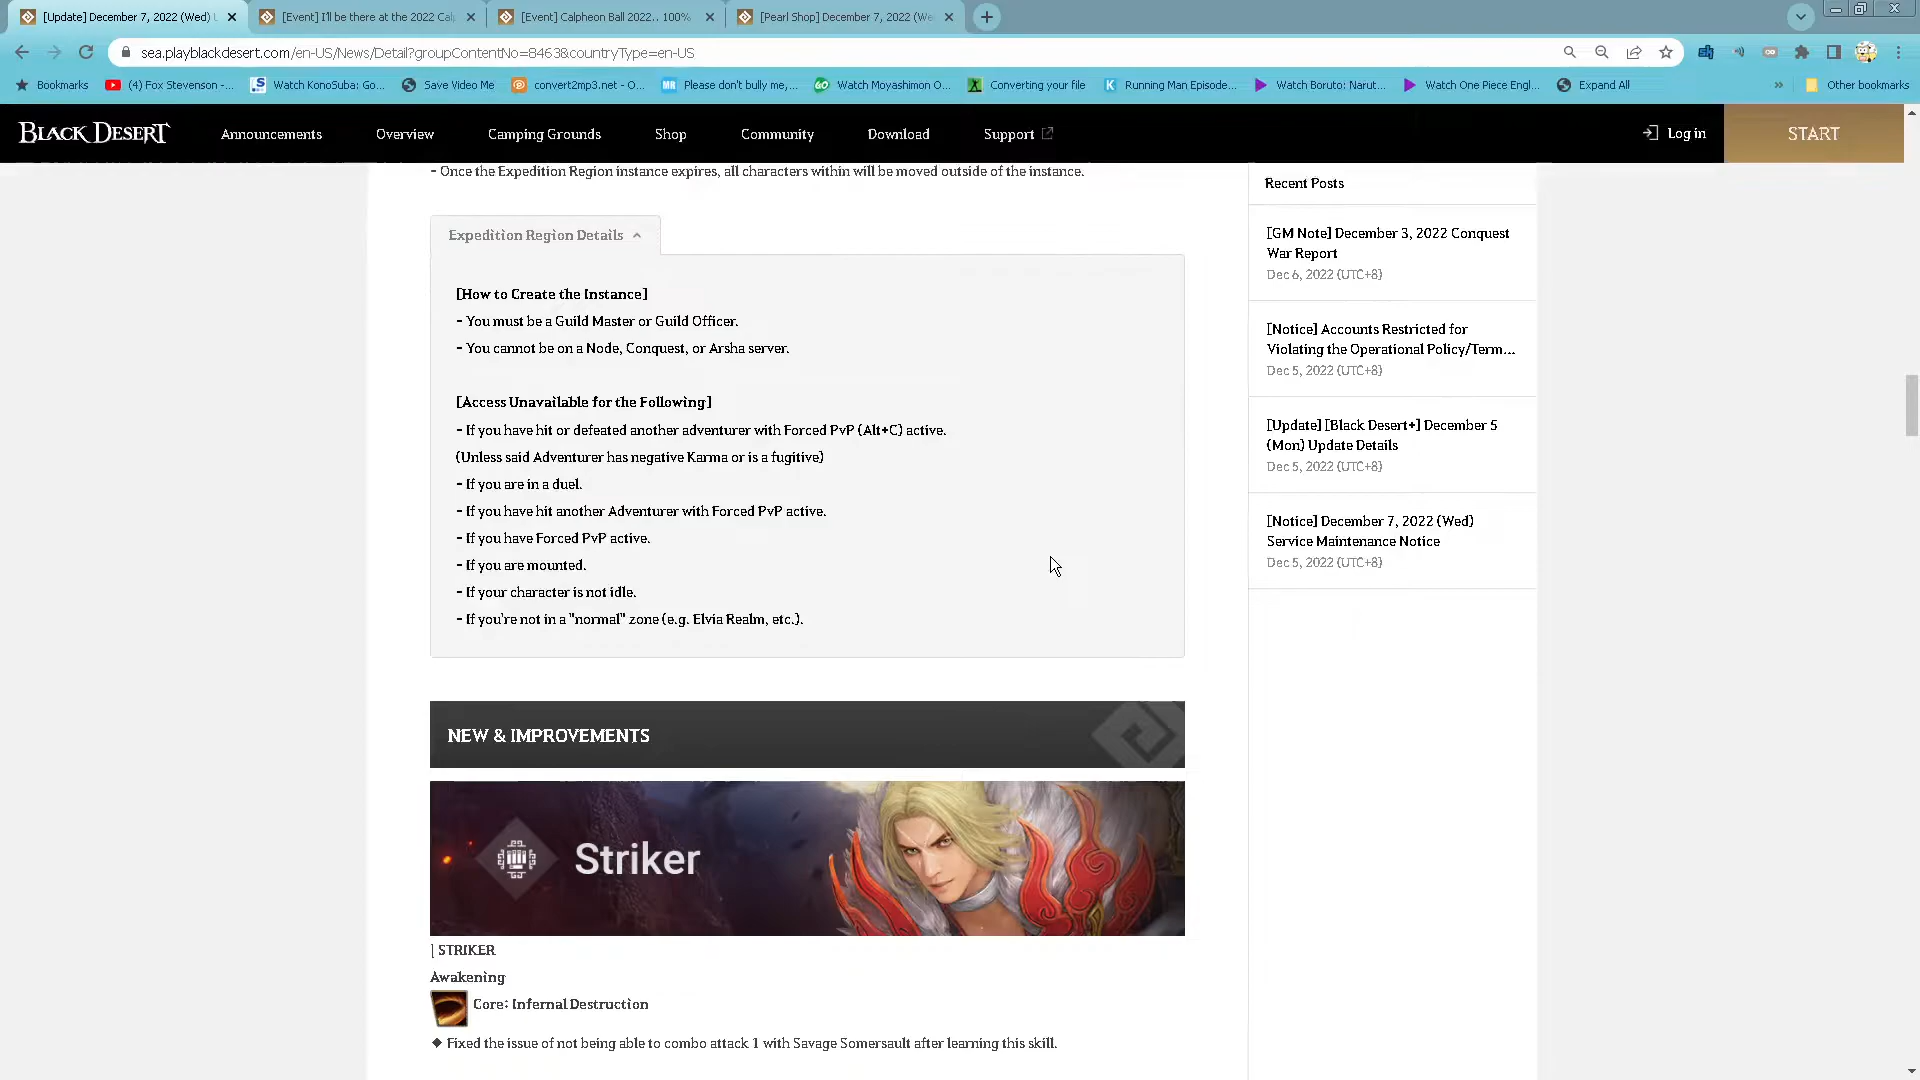 [Update] December 7, 2022 (Wed) U
[Event] I'll be there at the 2022 Cal
[Event] Calpheon Ball 2022.. 100%
[Pearl Shop] December 7, 2022 (We
sea.playblackdesert.com/en-US/News/Detail?groupContentNo=8463&countryType=en-US
Bookmarks
(4) Fox Stevenson -...
Watch KonoSuba: Go...
Save Video Me
convert2mp3.net - O...
Please don't bully me,...
Watch Moyashimon O...
Converting your file
Running Man Episode...
Watch Boruto: Narut...
Watch One Piece Engl...
Expand All
»
Other bookmarks
BLACK DESERT
Announcements
Overview
Camping Grounds
Shop
Community
Download
Support
Log in
START
- Once the Expedition Region instance expires, all characters within will be moved outside of the instance.
Expedition Region Details
[How to Create the Instance]
- You must be a Guild Master or Guild Officer.
- You cannot be on a Node, Conquest, or Arsha server.
[Access Unavailable for the Following]
- If you have hit or defeated another adventurer with Forced PvP (Alt+C) active.
(Unless said Adventurer has negative Karma or is a fugitive)
- If you are in a duel.
- If you have hit another Adventurer with Forced PvP active.
- If you have Forced PvP active.
- If you are mounted.
- If your character is not idle.
- If you're not in a "normal" zone (e.g. Elvia Realm, etc.).
NEW & IMPROVEMENTS
Striker
| STRIKER
Awakening
Core: Infernal Destruction
◆ Fixed the issue of not being able to combo attack 1 with Savage Somersault after learning this skill.
Recent Posts
[GM Note] December 3, 2022 Conquest
War Report
Dec 6, 2022 (UTC+8)
[Notice] Accounts Restricted for
Violating the Operational Policy/Term...
Dec 5, 2022 (UTC+8)
[Update] [Black Desert+] December 5
(Mon) Update Details
Dec 5, 2022 (UTC+8)
[Notice] December 7, 2022 (Wed)
Service Maintenance Notice
Dec 5, 2022 (UTC+8)